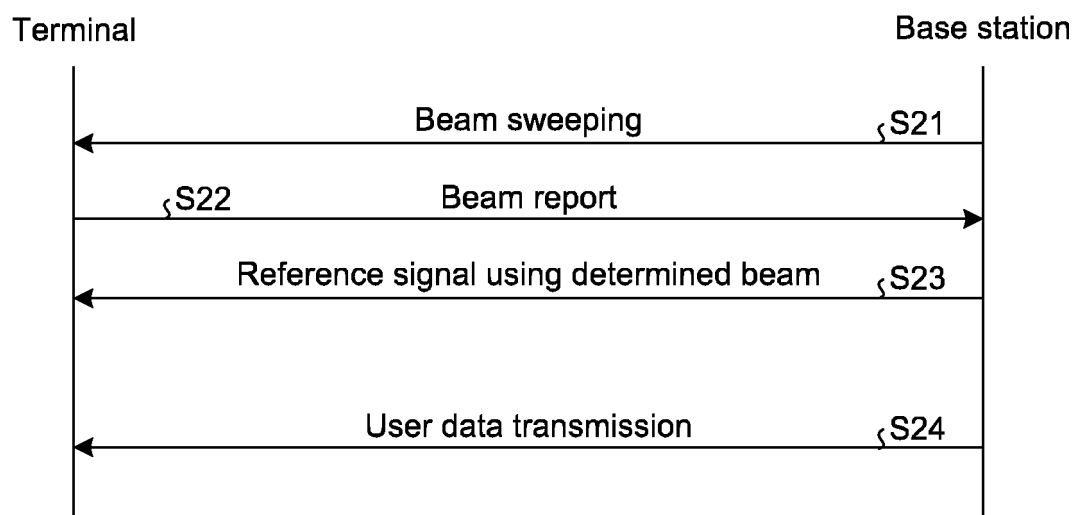 Terminal
Base station
Beam sweeping
S21
S22
Beam report
Reference signal using determined beam
S23
User data transmission
S24